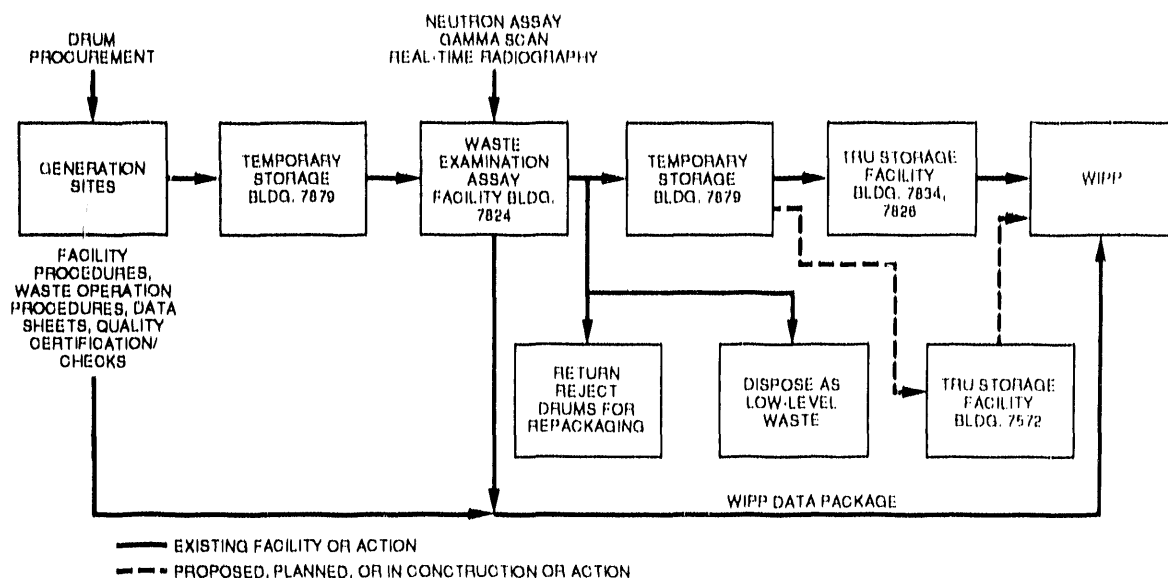 DRUM
PROCUREMENT
NEUTRON ASSAY
GAMMA SCAN
REAL-TIME RADIOGRAPHY
GENERATION
SITES
TEMPORARY
STORAGE
BLDG. 7879
WASTE
EXAMINATION
ASSAY
FACILITY BLDG.
7824
TEMPORARY
STORAGE
BLDG. 7879
TRU STORAGE
FACILITY
BLDG. 7834,
7826
WIPP
FACILITY
PROCEDURES,
WASTE OPERATION
PROCEDURES, DATA
SHEETS, QUALITY
CERTIFICATION/
CHECKS
RETURN
REJECT
DRUMS FOR
REPACKAGING
DISPOSE AS
LOW-LEVEL
WASTE
TRU STORAGE
FACILITY
BLDG. 7572
WIPP DATA PACKAGE
EXISTING FACILITY OR ACTION
PROPOSED, PLANNED, OR IN CONCTRUCTION OR ACTION